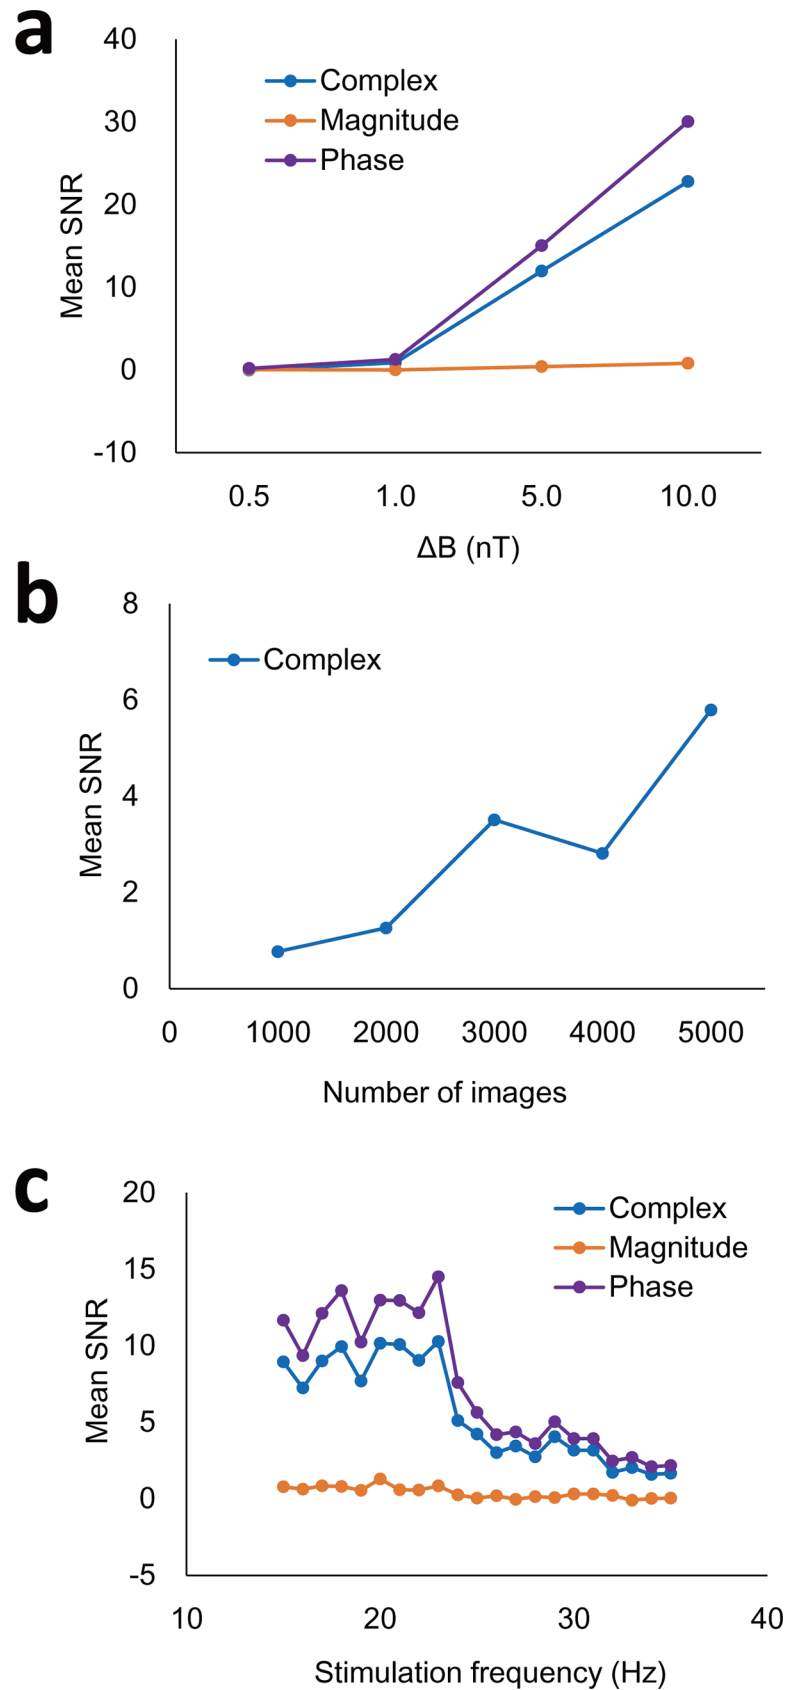 a
40
30
20
10
0
-10
Mean SNR
Complex
Magnitude
Phase
0.5 1.0 5.0 10.0
ΔB (nT)
b
8
6
4
2
0
Mean SNR
Complex
0 1000 2000 3000 4000 5000
Number of images
c
20
15
10
5
0
-5
Mean SNR
Complex
Magnitude
Phase
10 20 30 40
Stimulation frequency (Hz)